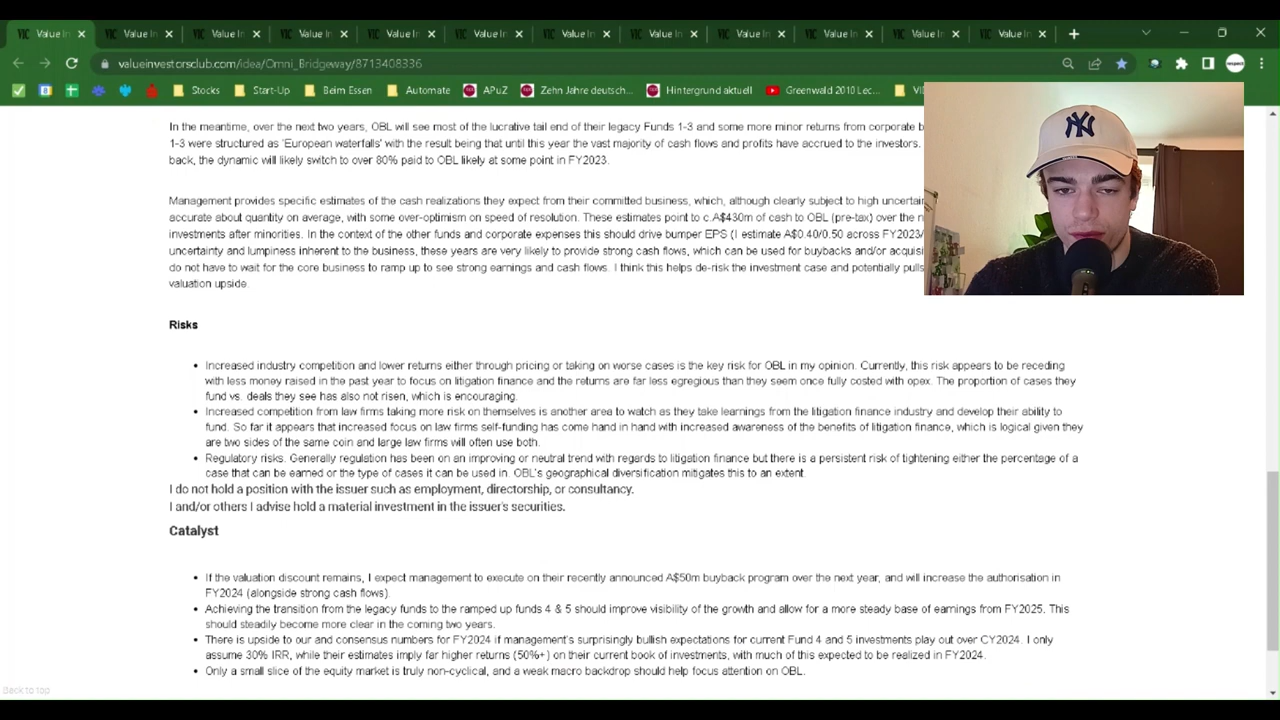 VIC Value In × Value In × Value In × Value In × Value In × Value In × Value In × Value In × Value In × Value In × Value In × Value In ×
valueinvestorsclub.com/idea/Omni_Bridgeway/8713408336
Stocks Start-Up Beim Essen Automate APuZ Zehn Jahre deutsch... Hintergrund aktuell Greenwald 2010 Lec...
In the meantime, over the next two years, OBL will see most of the lucrative tail end of their legacy Funds 1-3 and some more minor returns from corporate b
1-3 were structured as 'European waterfalls' with the result being that until this year the vast majority of cash flows and profits have accrued to the investors.
back, the dynamic will likely switch to over 80% paid to OBL likely at some point in FY2023.
Management provides specific estimates of the cash realizations they expect from their committed business, which, although clearly subject to high uncertai
accurate about quantity on average, with some over-optimism on speed of resolution. These estimates point to c.A$430m of cash to OBL (pre-tax) over the n
investments after minorities. In the context of the other funds and corporate expenses this should drive bumper EPS (I estimate A$0.40/0.50 across FY2023/
uncertainty and lumpiness inherent to the business, these years are very likely to provide strong cash flows, which can be used for buybacks and/or acquisi
do not have to wait for the core business to ramp up to see strong earnings and cash flows. I think this helps de-risk the investment case and potentially pulls
valuation upside.
Risks
• Increased industry competition and lower returns either through pricing or taking on worse cases is the key risk for OBL in my opinion. Currently, this risk appears to be receding
with less money raised in the past year to focus on litigation finance and the returns are far less egregious than they seem once fully costed with opex. The proportion of cases they
fund vs. deals they see has also not risen, which is encouraging.
• Increased competition from law firms taking more risk on themselves is another area to watch as they take learnings from the litigation finance industry and develop their ability to
fund. So far it appears that increased focus on law firms self-funding has come hand in hand with increased awareness of the benefits of litigation finance, which is logical given they
are two sides of the same coin and large law firms will often use both.
• Regulatory risks. Generally regulation has been on an improving or neutral trend with regards to litigation finance but there is a persistent risk of tightening either the percentage of a
case that can be earned or the type of cases it can be used in. OBL's geographical diversification mitigates this to an extent.
I do not hold a position with the issuer such as employment, directorship, or consultancy.
I and/or others I advise hold a material investment in the issuer's securities.
Catalyst
• If the valuation discount remains, I expect management to execute on their recently announced A$50m buyback program over the next year, and will increase the authorisation in
FY2024 (alongside strong cash flows).
• Achieving the transition from the legacy funds to the ramped up funds 4 & 5 should improve visibility of the growth and allow for a more steady base of earnings from FY2025. This
should steadily become more clear in the coming two years.
• There is upside to our and consensus numbers for FY2024 if management's surprisingly bullish expectations for current Fund 4 and 5 investments play out over CY2024. I only
assume 30% IRR, while their estimates imply far higher returns (50%+) on their current book of investments, with much of this expected to be realized in FY2024.
• Only a small slice of the equity market is truly non-cyclical, and a weak macro backdrop should help focus attention on OBL.
Back to top